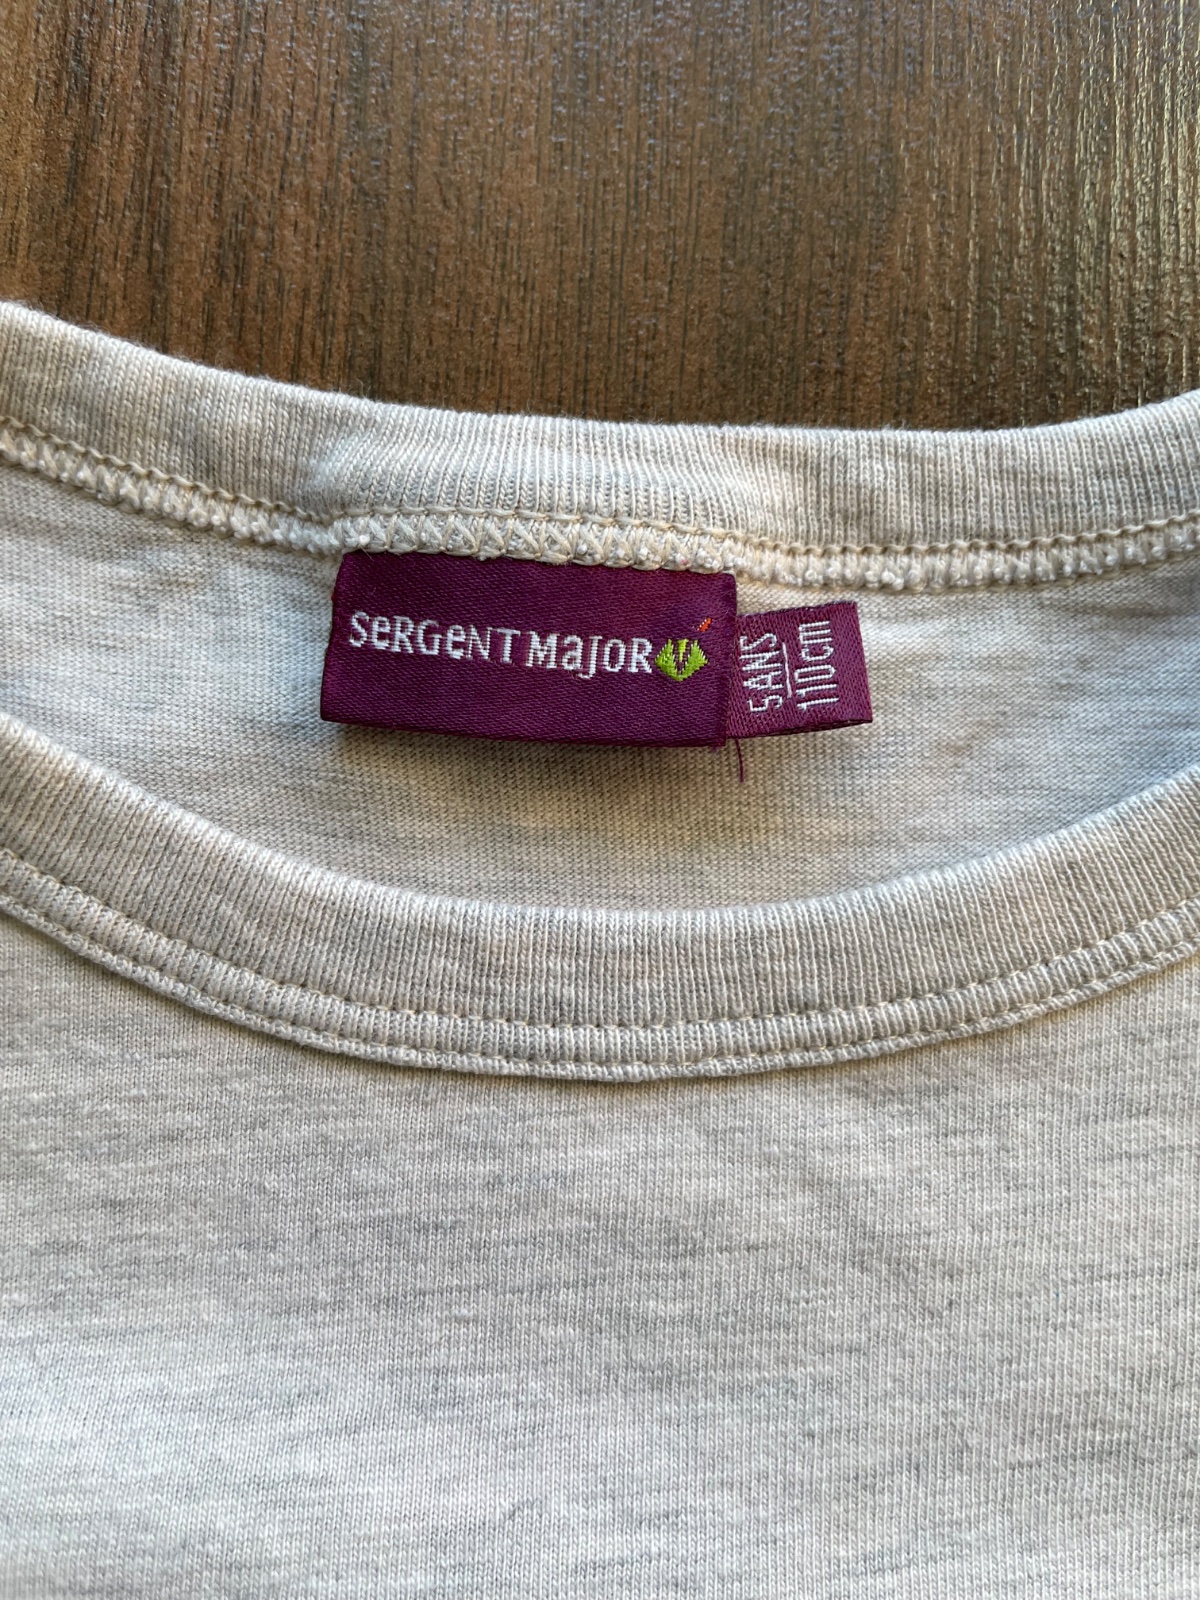 SeRGeNT MajoR
5 ANS
110cm